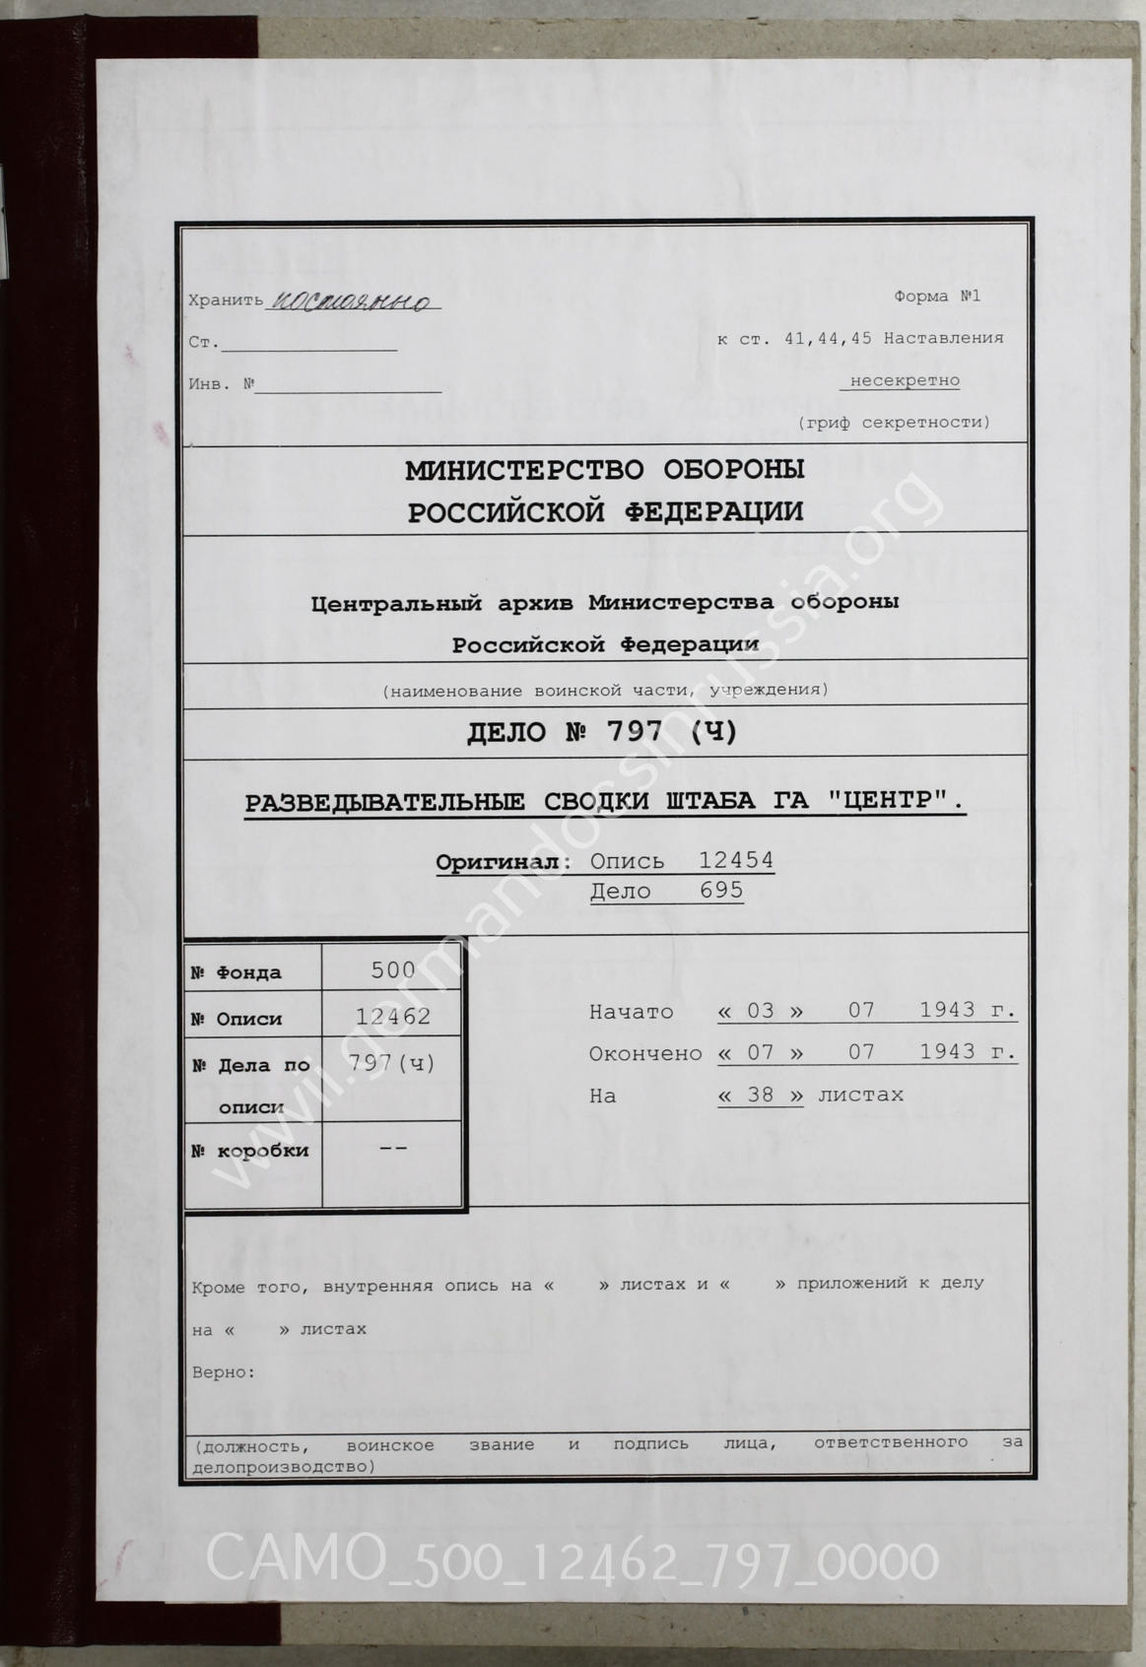 Хранить постоянно
Форма №1
Ст.
к ст. 41,44,45 Наставления
Инв. №
несекретно
(гриф секретности)
МИНИСТЕРСТВО ОБОРОНЫ
РОССИЙСКОЙ ФЕДЕРАЦИИ
Центральный архив Министерства обороны
Российской Федерации
(наименование воинской части, учреждения)
ДЕЛО № 797 (Ч)
РАЗВЕДЫВАТЕЛЬНЫЕ СВОДКИ ШТАБА ГА "ЦЕНТР".
Оригинал: Опись 12454
Дело 695
№ Фонда 500
№ Описи 12462
№ Дела по 797(Ч)
описи
№ коробки --
Начато « 03 » 07 1943 г.
Окончено « 07 » 07 1943 г.
На « 38 » листах
Кроме того, внутренняя опись на « » листах и « » приложений к делу
на « » листах
Верно:
(должность, воинское звание и подпись лица, ответственного за
делопроизводство)
www.germandocsinrussia.org
CAMO_500_12462_797_0000